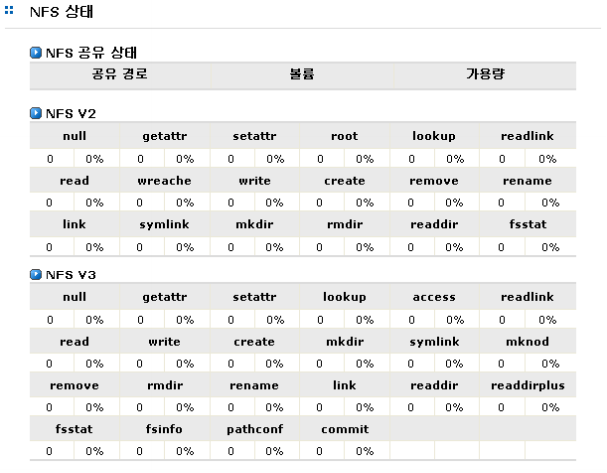 NFS 상태
NFS 공유 상태
공유 경로 볼륨 가용량
NFS V2
null getattr setattr root lookup readlink
0 0% 0 0% 0 0% 0 0% 0 0% 0 0%
read wreache write create remove rename
0 0% 0 0% 0 0% 0 0% 0 0% 0 0%
link symlink mkdir rmdir readdir fsstat
0 0% 0 0% 0 0% 0 0% 0 0% 0 0%
NFS V3
null getattr setattr lookup access readlink
0 0% 0 0% 0 0% 0 0% 0 0% 0 0%
read write create mkdir symlink mknod
0 0% 0 0% 0 0% 0 0% 0 0% 0 0%
remove rmdir rename link readdir readdirplus
0 0% 0 0% 0 0% 0 0% 0 0% 0 0%
fsstat fsinfo pathconf commit
0 0% 0 0% 0 0% 0 0%